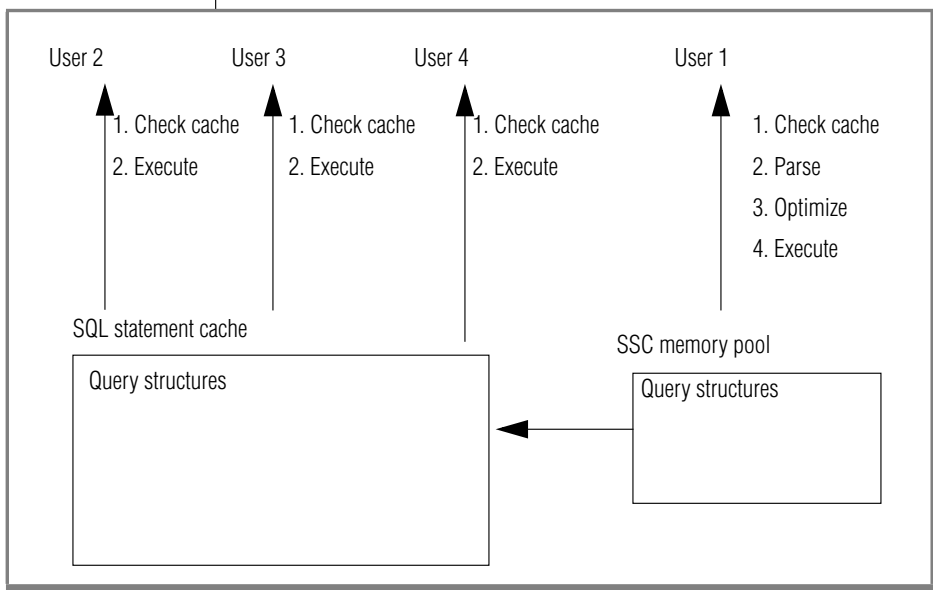 User 2
User 3
User 4
User 1
1. Check cache
2. Execute
1. Check cache
2. Execute
1. Check cache
2. Execute
1. Check cache
2. Parse
3. Optimize
4. Execute
SQL statement cache
Query structures
SSC memory pool
Query structures